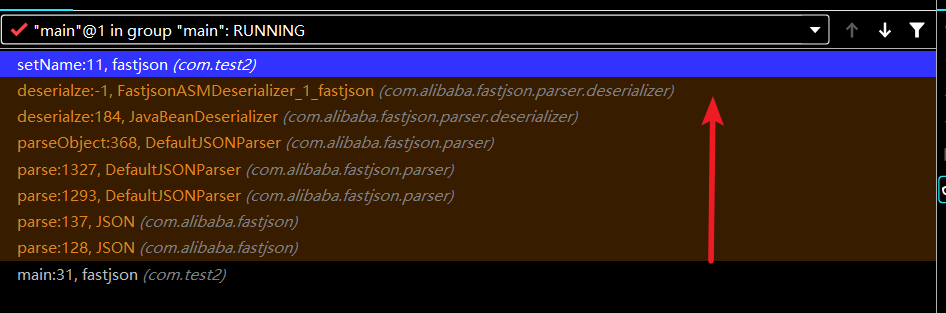 "main"@1 in group "main": RUNNING
setName:11, fastjson (com.test2)
deserialze:-1, FastjsonASMDeserializer_1_fastjson (com.alibaba.fastjson.parser.deserializer)
deserialze:184, JavaBeanDeserializer (com.alibaba.fastjson.parser.deserializer)
parseObject:368, DefaultJSONParser (com.alibaba.fastjson.parser)
parse:1327, DefaultJSONParser (com.alibaba.fastjson.parser)
parse:1293, DefaultJSONParser (com.alibaba.fastjson.parser)
parse:137, JSON (com.alibaba.fastjson)
parse:128, JSON (com.alibaba.fastjson)
main:31, fastjson (com.test2)